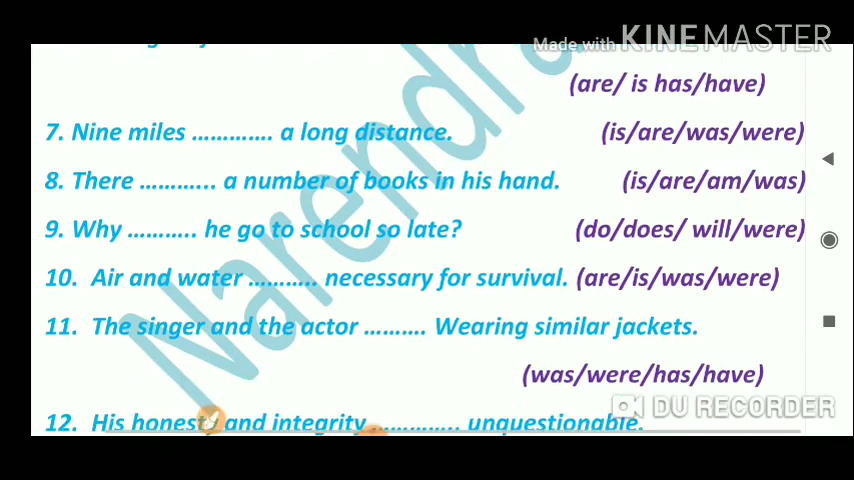 Made with KINEMASTER
(are/ is has/have)
7. Nine miles …………. a long distance. (is/are/was/were)
8. There ………... a number of books in his hand. (is/are/am/was)
9. Why ……….. he go to school so late? (do/does/ will/were)
10. Air and water ……….. necessary for survival. (are/is/was/were)
11. The singer and the actor ………. Wearing similar jackets.
(was/were/has/have)
DU RECORDER
12. His honesty and integrity ………….. unquestionable.
Narendra